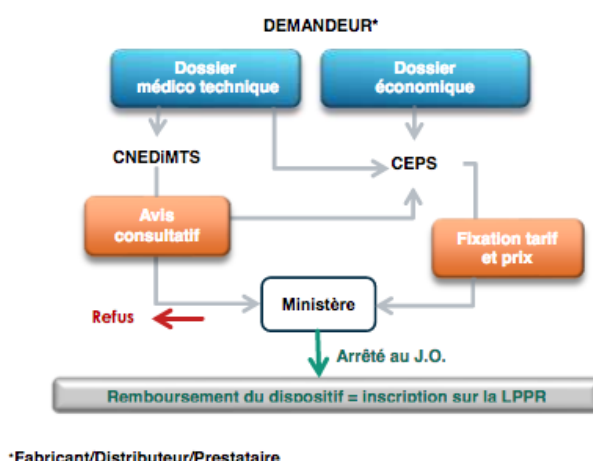 DEMANDEUR*
Dossier
médico technique
Dossier
économique
CNEDiMTS
CEPS
Avis
consultatif
Fixation tarif
et prix
Ministère
Refus
Arrêté au J.O.
Remboursement du dispositif = inscription sur la LPPR
*Fabricant/Distributeur/Prestataire